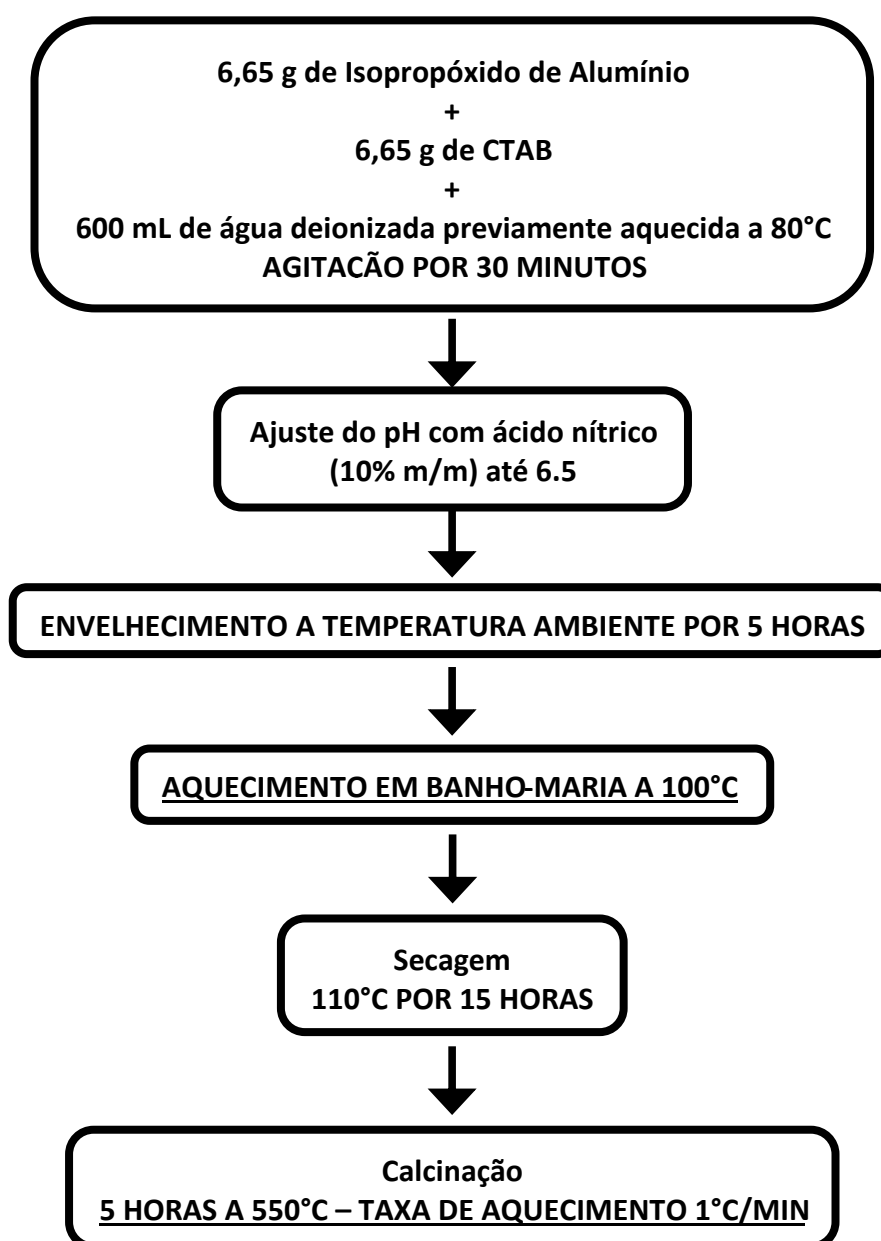 6,65 g de Isopropóxido de Alumínio
+
6,65 g de CTAB
+
600 mL de água deionizada previamente aquecida a 80°C
AGITACÃO POR 30 MINUTOS
Ajuste do pH com ácido nítrico
(10% m/m) até 6.5
ENVELHECIMENTO A TEMPERATURA AMBIENTE POR 5 HORAS
AQUECIMENTO EM BANHO-MARIA A 100°C
Secagem
110°C POR 15 HORAS
Calcinação
5 HORAS A 550°C – TAXA DE AQUECIMENTO 1°C/MIN